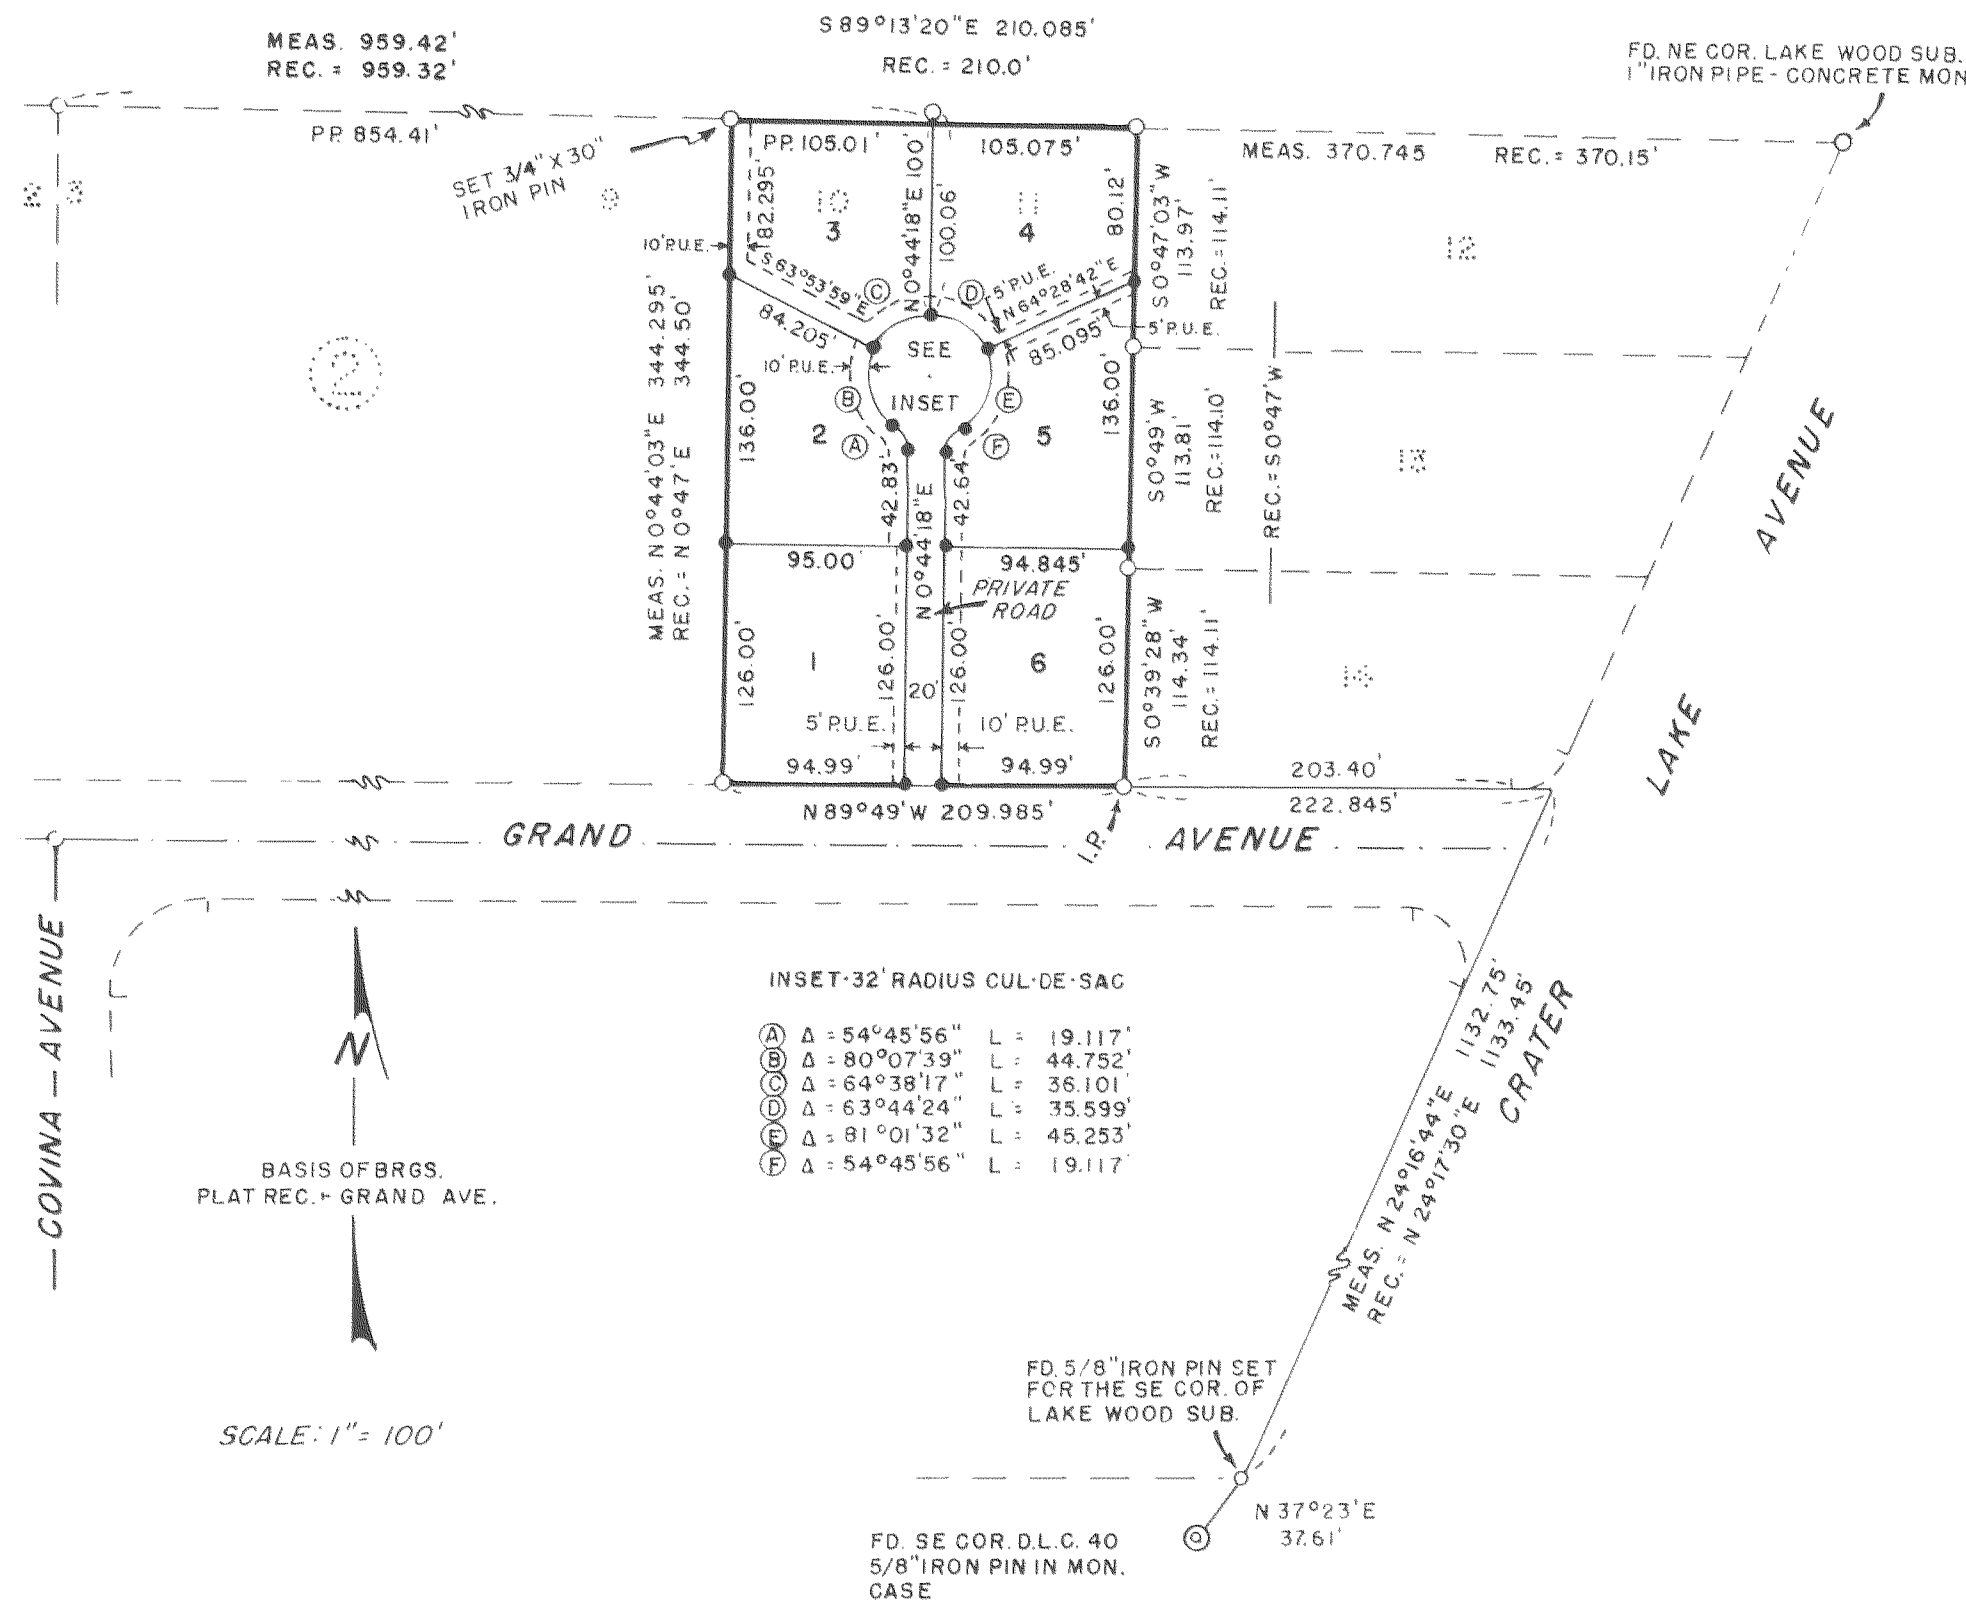 S 89°13'20"E 210.085'
REC. = 210.0'
MEAS. 959.42'
REC. = 959.32'
FD. NE COR. LAKE WOOD SUB.
1" IRON PIPE - CONCRETE MON
P.P. 854.41'
SET 3/4" X 30"
IRON PIN
P.P. 105.01'
105.075'
MEAS. 370.745
REC. = 370.15'
9
10
3
11
4
12
82.295'
N 0°44'18"E 100'
100.06'
80.12'
S 0°47'03"W
113.97'
REC. = 114.11'
10' P.U.E.
S. 63°53'59"E
C
D
5' P.U.E.
N 64°28'42"E
84.205'
85.095'
5' P.U.E.
SEE
INSET
10' P.U.E.
B
E
A
F
2
2
5
MEAS. N 0°44'03"E 344.295'
REC. = N 0°47'E 344.50'
136.00'
136.00'
S 0°49'W
113.81'
REC. = 114.10'
REC. = S 0°47'W
13
42.83'
N 0°44'18"E
42.64'
95.00'
94.845'
PRIVATE
ROAD
126.00'
1
126.00'
20'
126.00'
6
126.00'
S 0°39'28"W
114.34'
REC. = 114.11'
14
5' P.U.E.
10' P.U.E.
94.99'
94.99'
203.40'
N 89°49'W 209.985'
222.845'
I.P.
GRAND AVENUE
LAKE AVENUE
COVINA AVENUE
N
BASIS OF BRGS.
PLAT REC. - GRAND AVE.
SCALE: 1" = 100'
INSET-32' RADIUS CUL-DE-SAC
A Δ = 54°45'56" L = 19.117'
B Δ = 80°07'39" L = 44.752'
C Δ = 64°38'17" L = 36.101'
D Δ = 63°44'24" L = 35.599'
E Δ = 81°01'32" L = 45.253'
F Δ = 54°45'56" L = 19.117'
MEAS. N 24°16'44"E 1132.75'
REC. = N 24°17'30"E 1133.45'
CRATER
FD. 5/8" IRON PIN SET
FOR THE SE COR. OF
LAKE WOOD SUB.
N 37°23'E
37.61'
FD. SE COR. D.L.C. 40
5/8" IRON PIN IN MON.
CASE